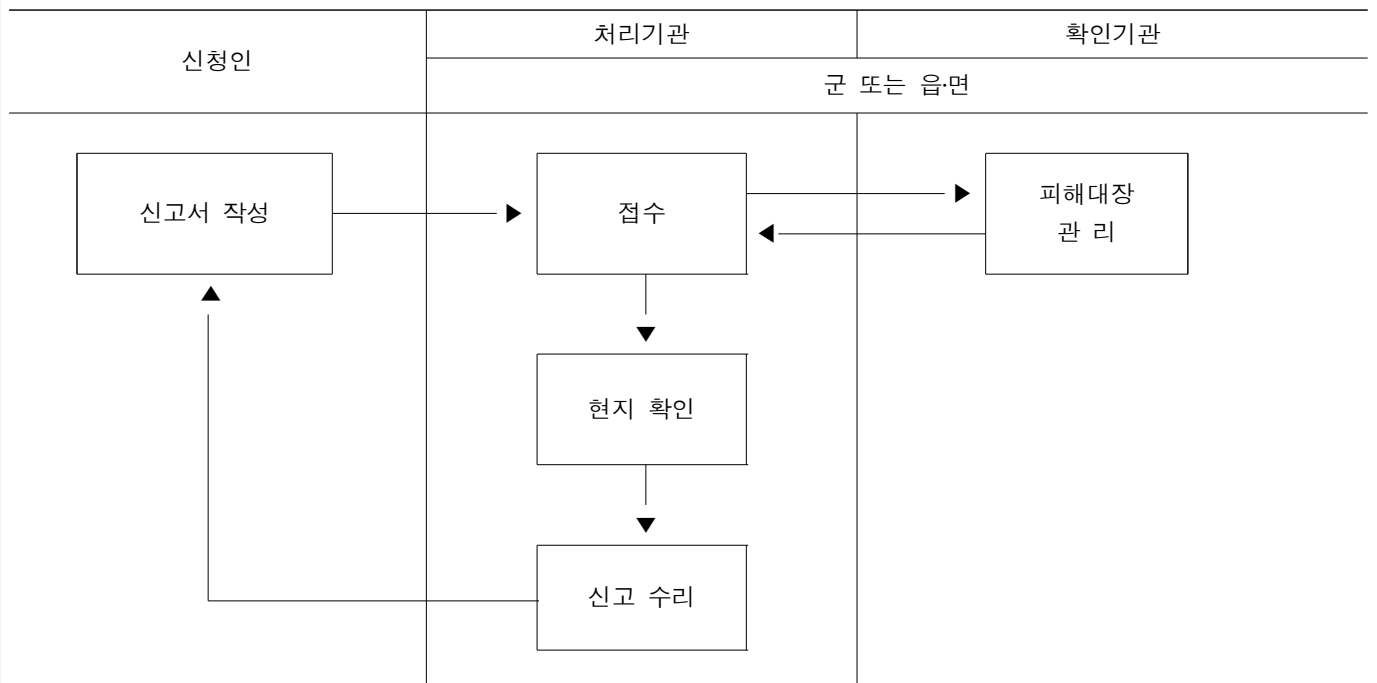 신청인
처리기관
확인기관
군 또는 읍·면
신고서 작성
접수
피해대장
관 리
현지 확인
신고 수리